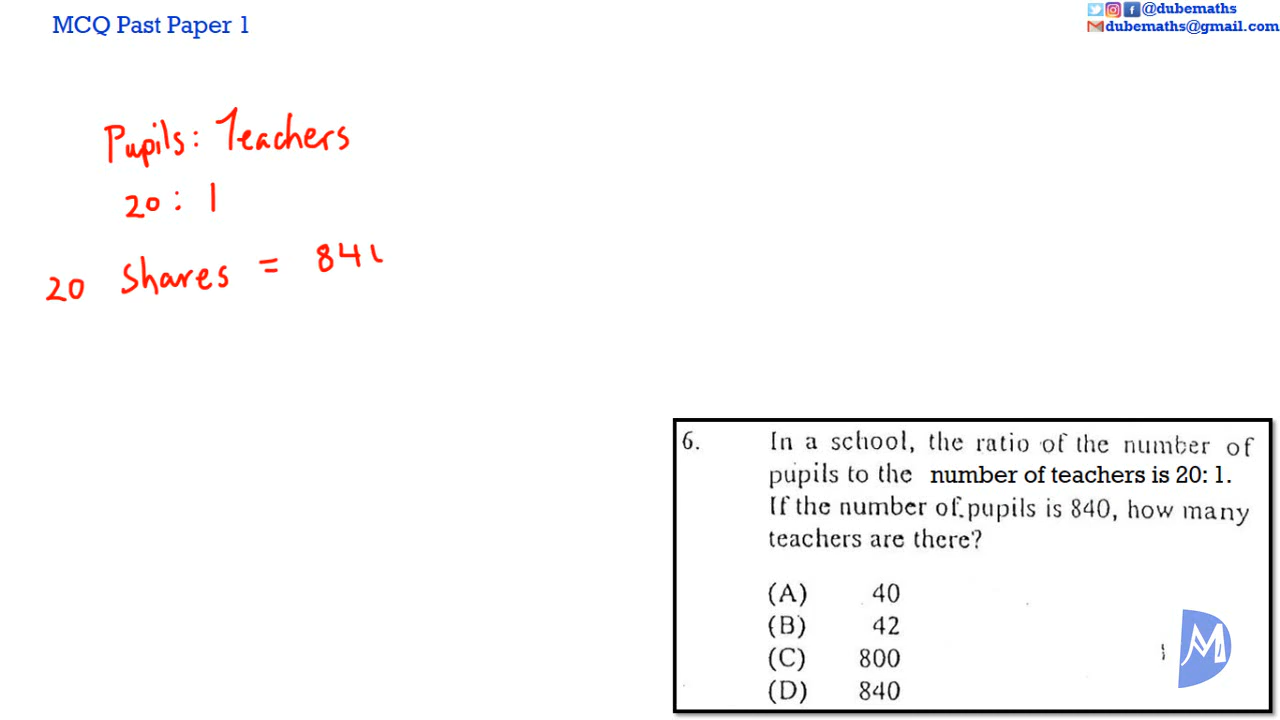 MCQ Past Paper 1
@dubemaths
dubemaths@gmail.com
Pupils: Teachers
20: 1
20 Shares = 84
6. In a school, the ratio of the number of
pupils to the number of teachers is 20: 1.
If the number of pupils is 840, how many
teachers are there?
(A) 40
(B) 42
(C) 800
(D) 840
M